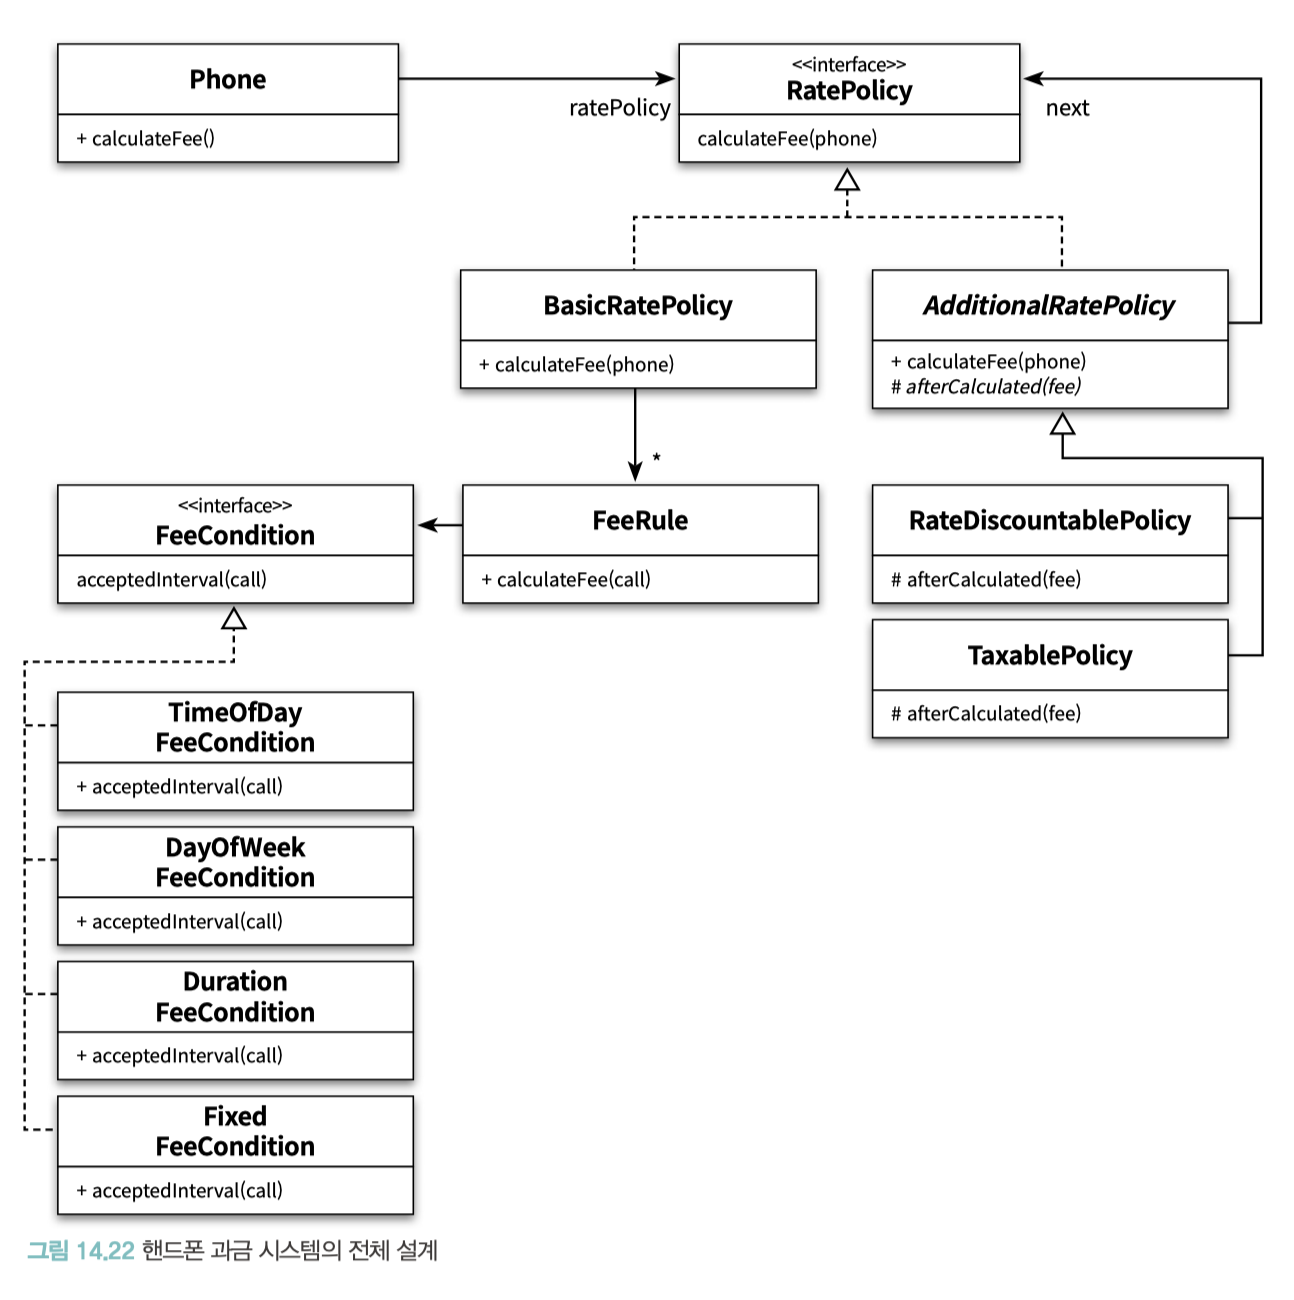 Phone
+ calculateFee()
ratePolicy
<<interface>>
RatePolicy
calculateFee(phone)
next
BasicRatePolicy
+ calculateFee(phone)
AdditionalRatePolicy
+ calculateFee(phone)
# afterCalculated(fee)
*
<<interface>>
FeeCondition
acceptedInterval(call)
FeeRule
+ calculateFee(call)
RateDiscountablePolicy
# afterCalculated(fee)
TaxablePolicy
# afterCalculated(fee)
TimeOfDay
FeeCondition
+ acceptedInterval(call)
DayOfWeek
FeeCondition
+ acceptedInterval(call)
Duration
FeeCondition
+ acceptedInterval(call)
Fixed
FeeCondition
+ acceptedInterval(call)
그림 14.22 핸드폰 과금 시스템의 전체 설계